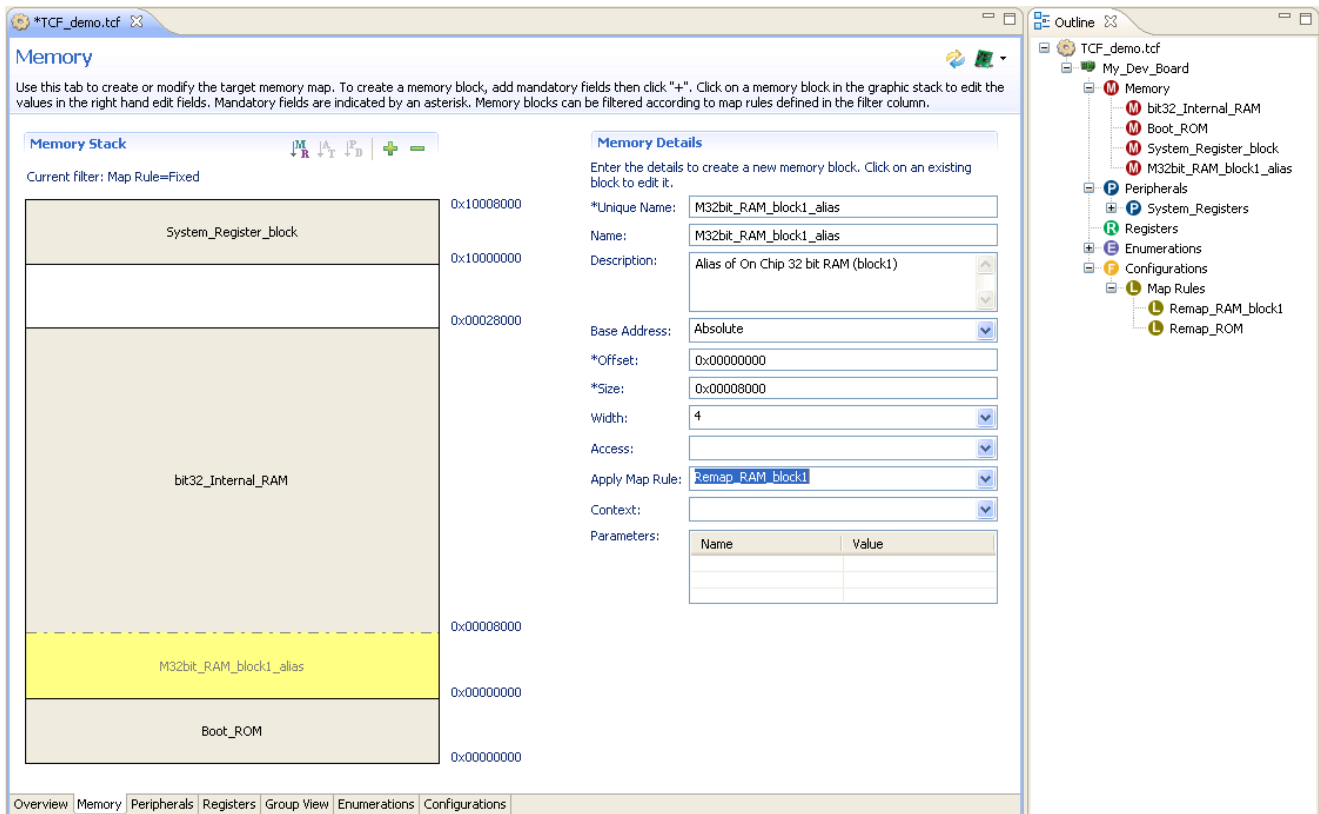 *TCF_demo.tcf
Memory
Use this tab to create or modify the target memory map. To create a memory block, add mandatory fields then click "+". Click on a memory block in the graphic stack to edit the
values in the right hand edit fields. Mandatory fields are indicated by an asterisk. Memory blocks can be filtered according to map rules defined in the filter column.
Memory Stack
M R
A T
P D
Current filter: Map Rule=Fixed
0x10008000
System_Register_block
0x10000000
0x00028000
bit32_Internal_RAM
0x00008000
M32bit_RAM_block1_alias
0x00000000
Boot_ROM
0x00000000
Memory Details
Enter the details to create a new memory block. Click on an existing
block to edit it.
*Unique Name: M32bit_RAM_block1_alias
Name: M32bit_RAM_block1_alias
Description: Alias of On Chip 32 bit RAM (block1)
Base Address: Absolute
*Offset: 0x00000000
*Size: 0x00008000
Width: 4
Access:
Apply Map Rule: Remap_RAM_block1
Context:
Parameters:
Name Value
Overview Memory Peripherals Registers Group View Enumerations Configurations
Outline
TCF_demo.tcf
My_Dev_Board
M Memory
M bit32_Internal_RAM
M Boot_ROM
M System_Register_block
M M32bit_RAM_block1_alias
P Peripherals
P System_Registers
R Registers
E Enumerations
F Configurations
L Map Rules
L Remap_RAM_block1
L Remap_ROM